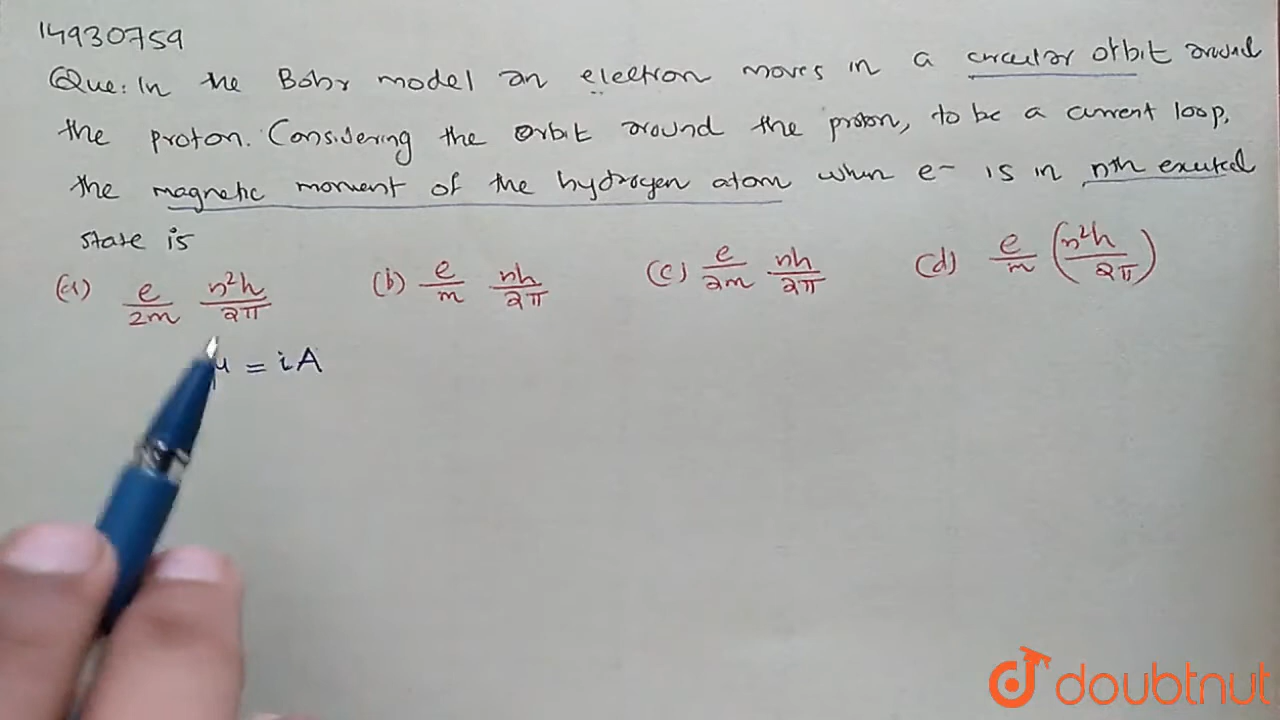 14930759
Que: In the Bohr model an electron moves in a circular orbit around
the proton. Considering the orbit around the proton, to be a current loop,
the magnetic moment of the hydrogen atom when e- is in nth excited
state is
(a) e/2m n²h/2π (b) e/m nh/2π (c) e/2m nh/2π (d) e/m (n²h/2π)
μ = iA
doubtnut